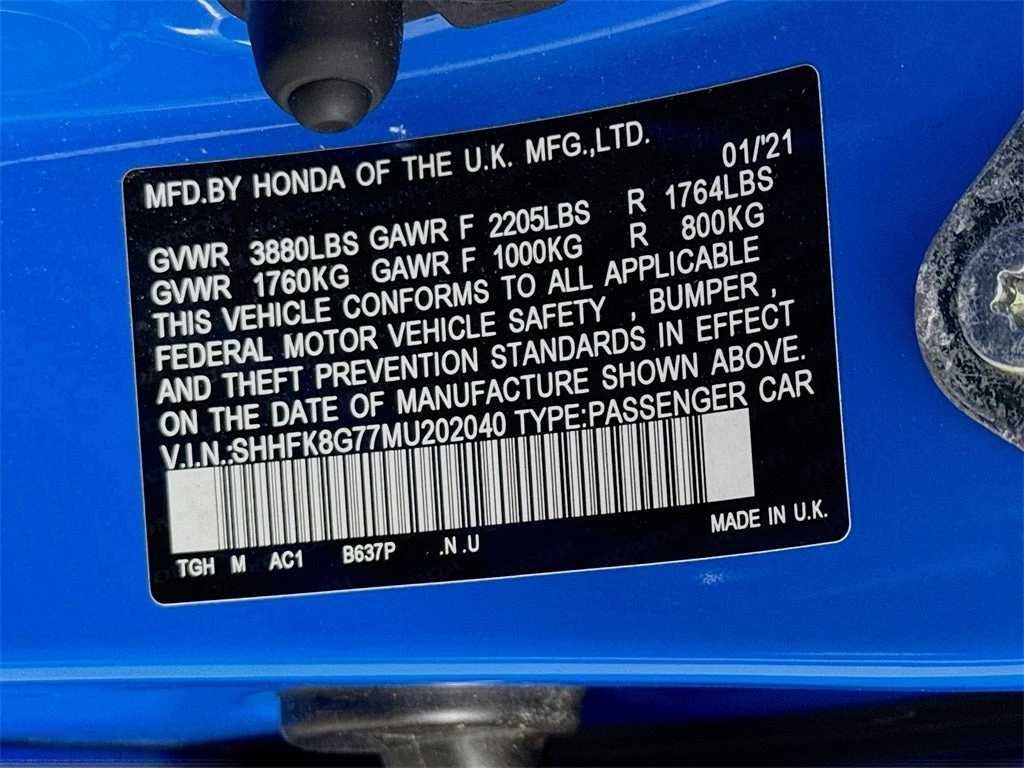 MFD.BY HONDA OF THE U.K. MFG.,LTD. 01/'21
GVWR 3880LBS GAWR F 2205LBS R 1764LBS
GVWR 1760KG GAWR F 1000KG R 800KG
THIS VEHICLE CONFORMS TO ALL APPLICABLE
FEDERAL MOTOR VEHICLE SAFETY , BUMPER ,
AND THEFT PREVENTION STANDARDS IN EFFECT
ON THE DATE OF MANUFACTURE SHOWN ABOVE.
V.I.N.:SHHFK8G77MU202040 TYPE:PASSENGER CAR
TGH M AC1 B637P .N .U MADE IN U.K.